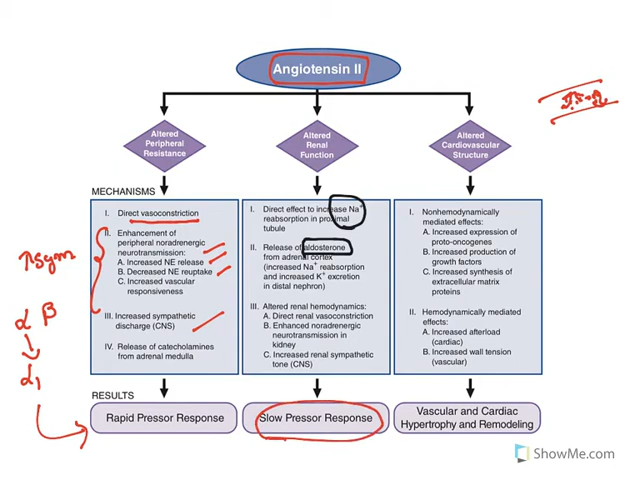 Angiotensin II
Altered
Peripheral
Resistance
Altered
Renal
Function
Altered
Cardiovascular
Structure
MECHANISMS
I. Direct vasoconstriction
II. Enhancement of
peripheral noradrenergic
neurotransmission:
A. Increased NE release
B. Decreased NE reuptake
C. Increased vascular
responsiveness
III. Increased sympathetic
discharge (CNS)
IV. Release of catecholamines
from adrenal medulla
I. Direct effect to increase Na+
reabsorption in proximal
tubule
II. Release of aldosterone
from adrenal cortex
(increased Na+ reabsorption
and increased K+ excretion
in distal nephron)
III. Altered renal hemodynamics:
A. Direct renal vasoconstriction
B. Enhanced noradrenergic
neurotransmission in
kidney
C. Increased renal sympathetic
tone (CNS)
I. Nonhemodynamically
mediated effects:
A. Increased expression of
proto-oncogenes
B. Increased production of
growth factors
C. Increased synthesis of
extracellular matrix
proteins
II. Hemodynamically mediated
effects:
A. Increased afterload
(cardiac)
B. Increased wall tension
(vascular)
↑Sym
α β
α1
RESULTS
Rapid Pressor Response
Slow Pressor Response
Vascular and Cardiac
Hypertrophy and Remodeling
ShowMe.com